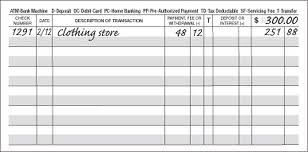 ATM-Bank Machine D-Deposit DC-Debit Card PC-Home Banking PP-Pre-Authorized Payment TD-Tax Deductable SF-Servicing Fee T-Transfer
CHECK NUMBER DATE DESCRIPTION OF TRANSACTION PAYMENT, FEE OR WITHDRAWAL (-) T DEPOSIT OR INTEREST (+) $ 300.00
1291 2/12 clothing store 48 12 251 88